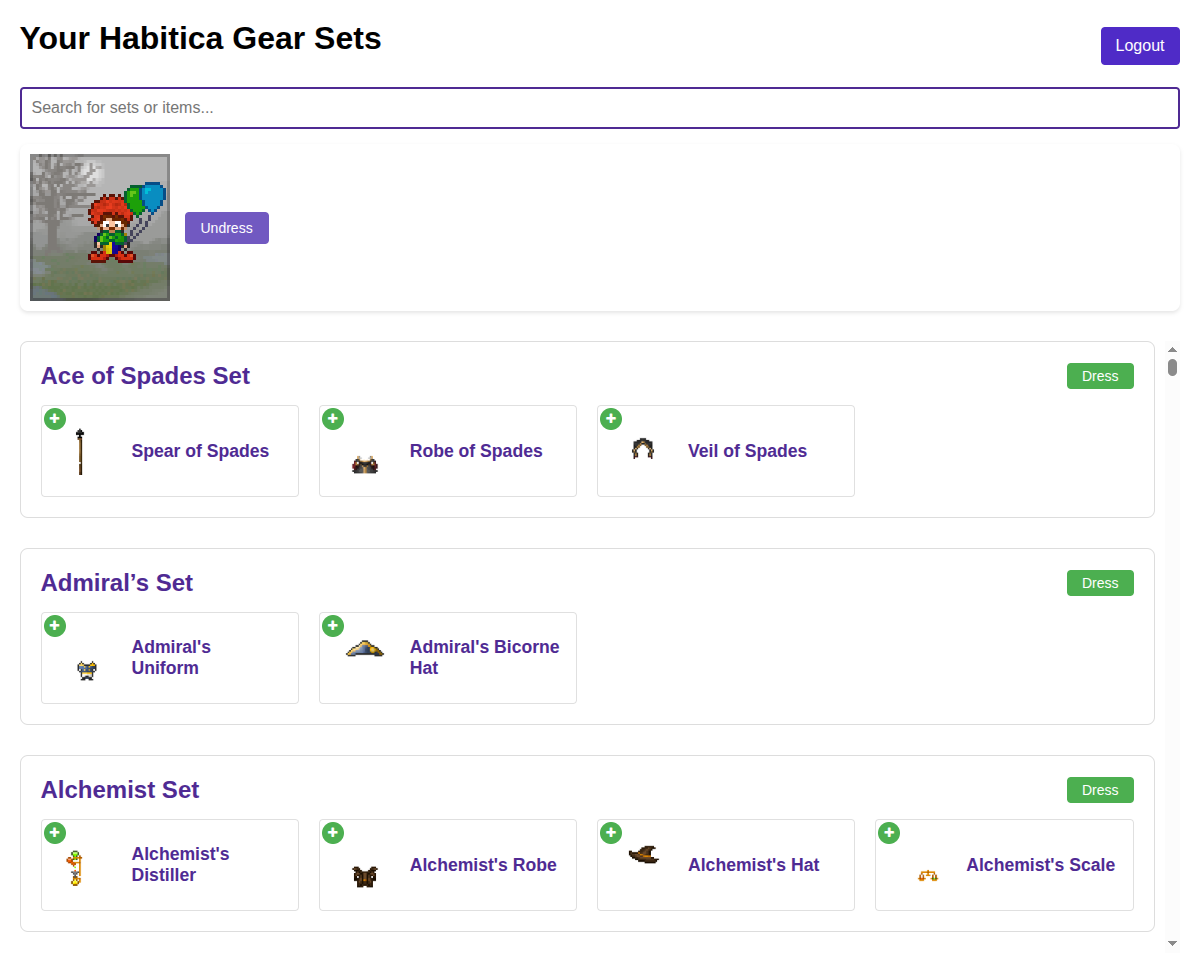 Your Habitica Gear Sets
Logout
Search for sets or items...
Undress
Ace of Spades Set
Dress
Spear of Spades
Robe of Spades
Veil of Spades
Admiral’s Set
Dress
Admiral's
Uniform
Admiral's Bicorne
Hat
Alchemist Set
Dress
Alchemist's
Distiller
Alchemist's Robe
Alchemist's Hat
Alchemist's Scale